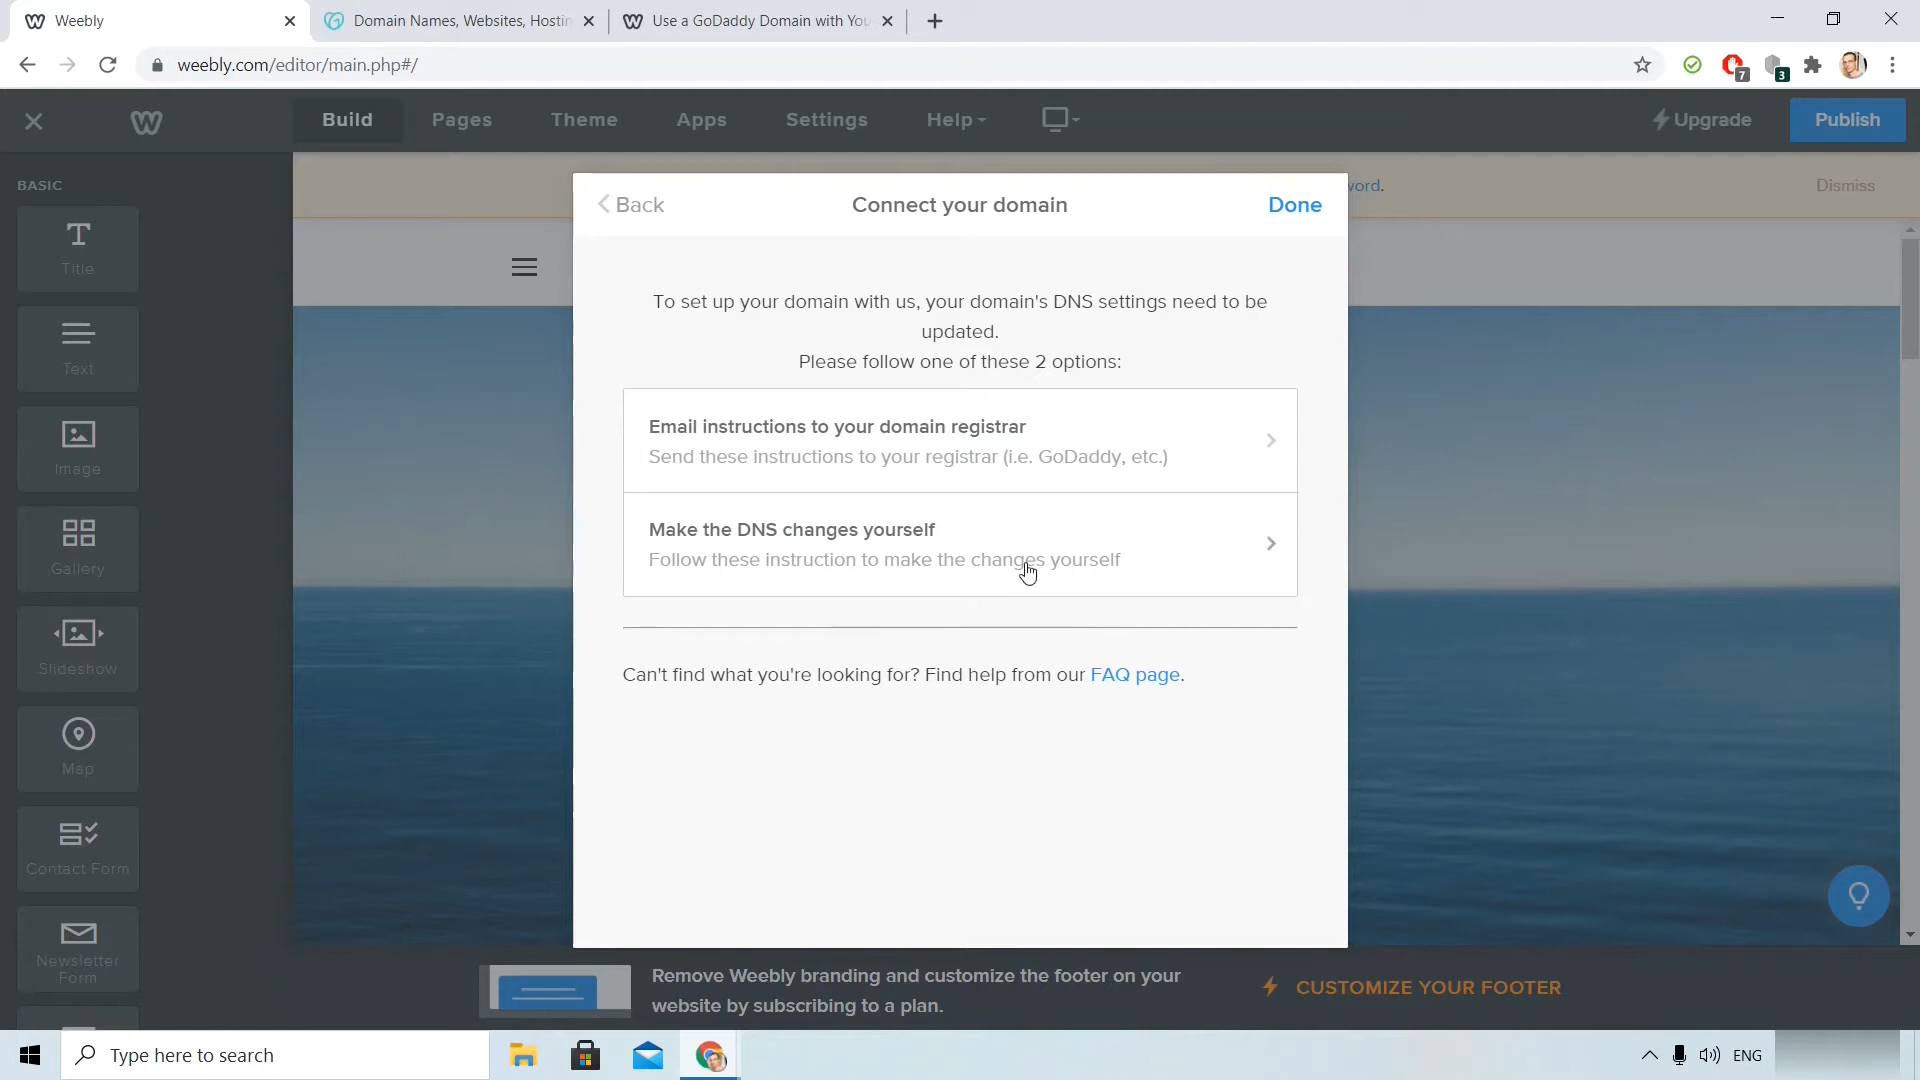 Weebly
Domain Names, Websites, Hostin
Use a GoDaddy Domain with You
weebly.com/editor/main.php#/
7
3
Build
Pages
Theme
Apps
Settings
Help
Upgrade
Publish
BASIC
word.
Dismiss
Back
Connect your domain
Done
Title
Text
Image
Gallery
Slideshow
Map
Contact Form
Newsletter
Form
To set up your domain with us, your domain's DNS settings need to be
updated.
Please follow one of these 2 options:
Email instructions to your domain registrar
Send these instructions to your registrar (i.e. GoDaddy, etc.)
Make the DNS changes yourself
Follow these instruction to make the changes yourself
Can't find what you're looking for? Find help from our FAQ page.
Remove Weebly branding and customize the footer on your
website by subscribing to a plan.
CUSTOMIZE YOUR FOOTER
Type here to search
ENG